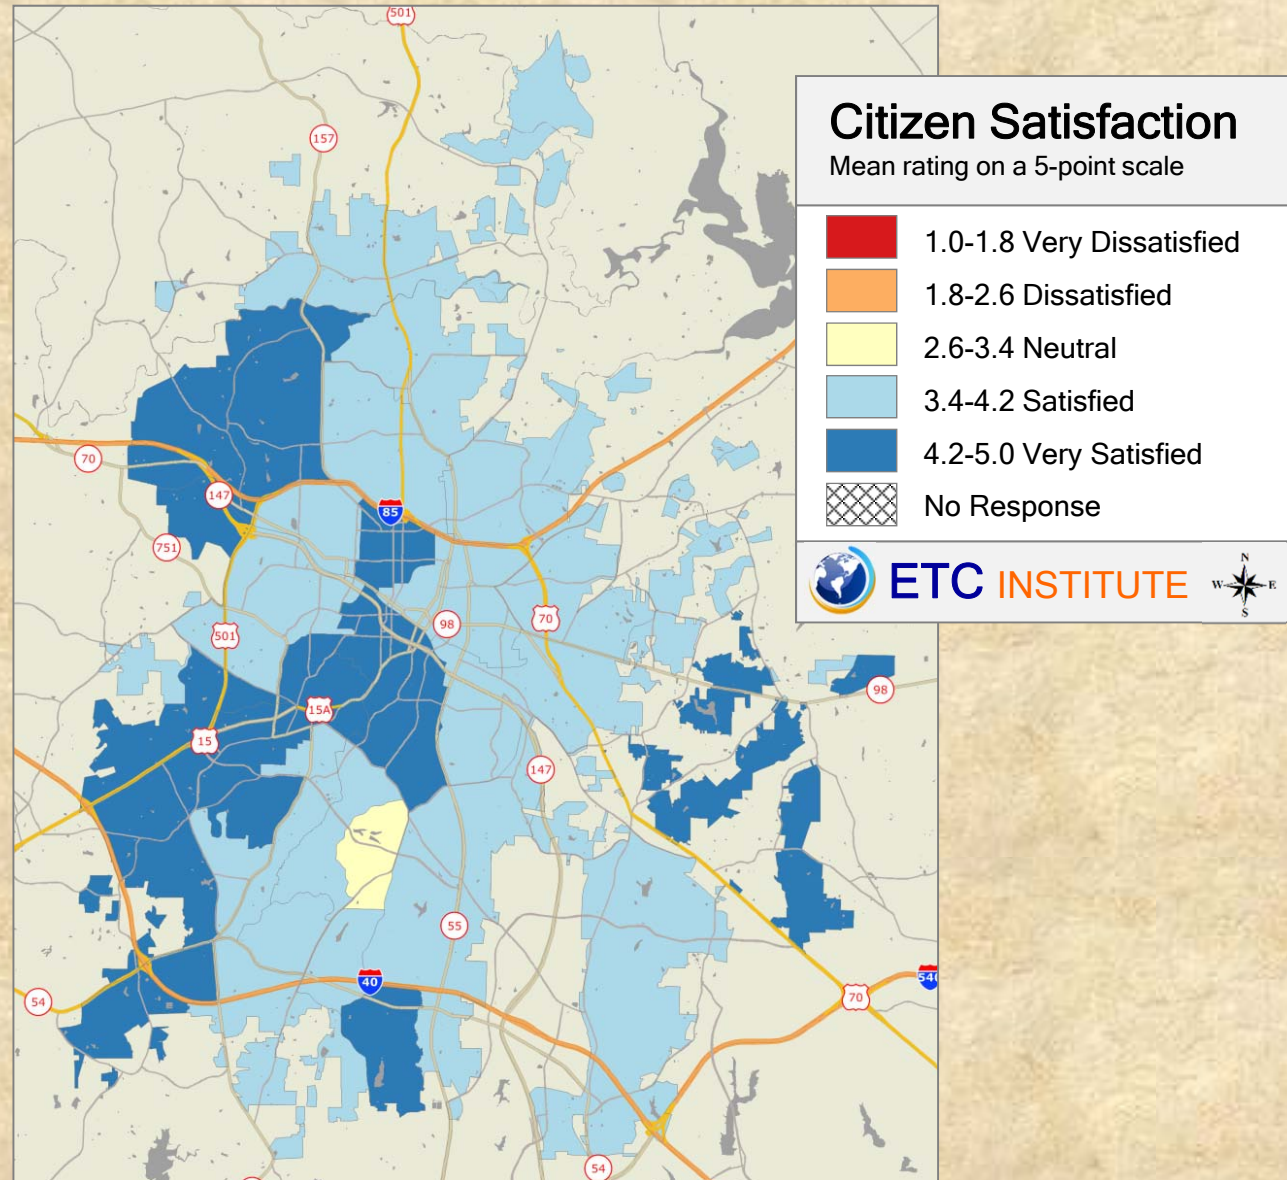 501
157
Citizen Satisfaction
Mean rating on a 5-point scale
1.0-1.8 Very Dissatisfied
1.8-2.6 Dissatisfied
2.6-3.4 Neutral
3.4-4.2 Satisfied
4.2-5.0 Very Satisfied
No Response
ETC INSTITUTE
N
W E
S
70
147
85
751
98
70
501
98
15A
15
147
55
40
540
70
54
54